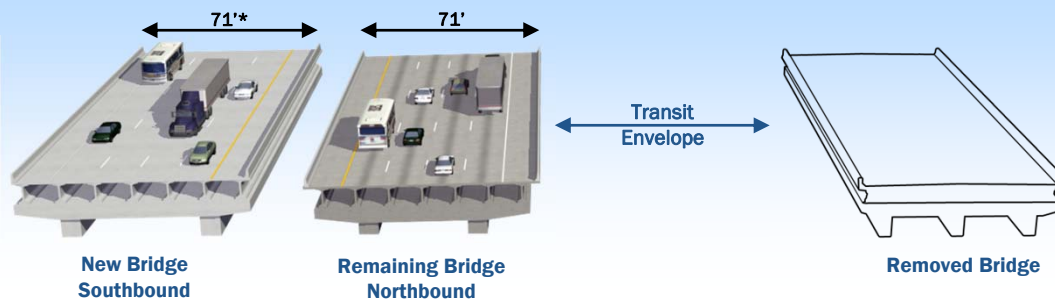 71'*
71'
Transit
Envelope
New Bridge
Southbound
Remaining Bridge
Northbound
Removed Bridge